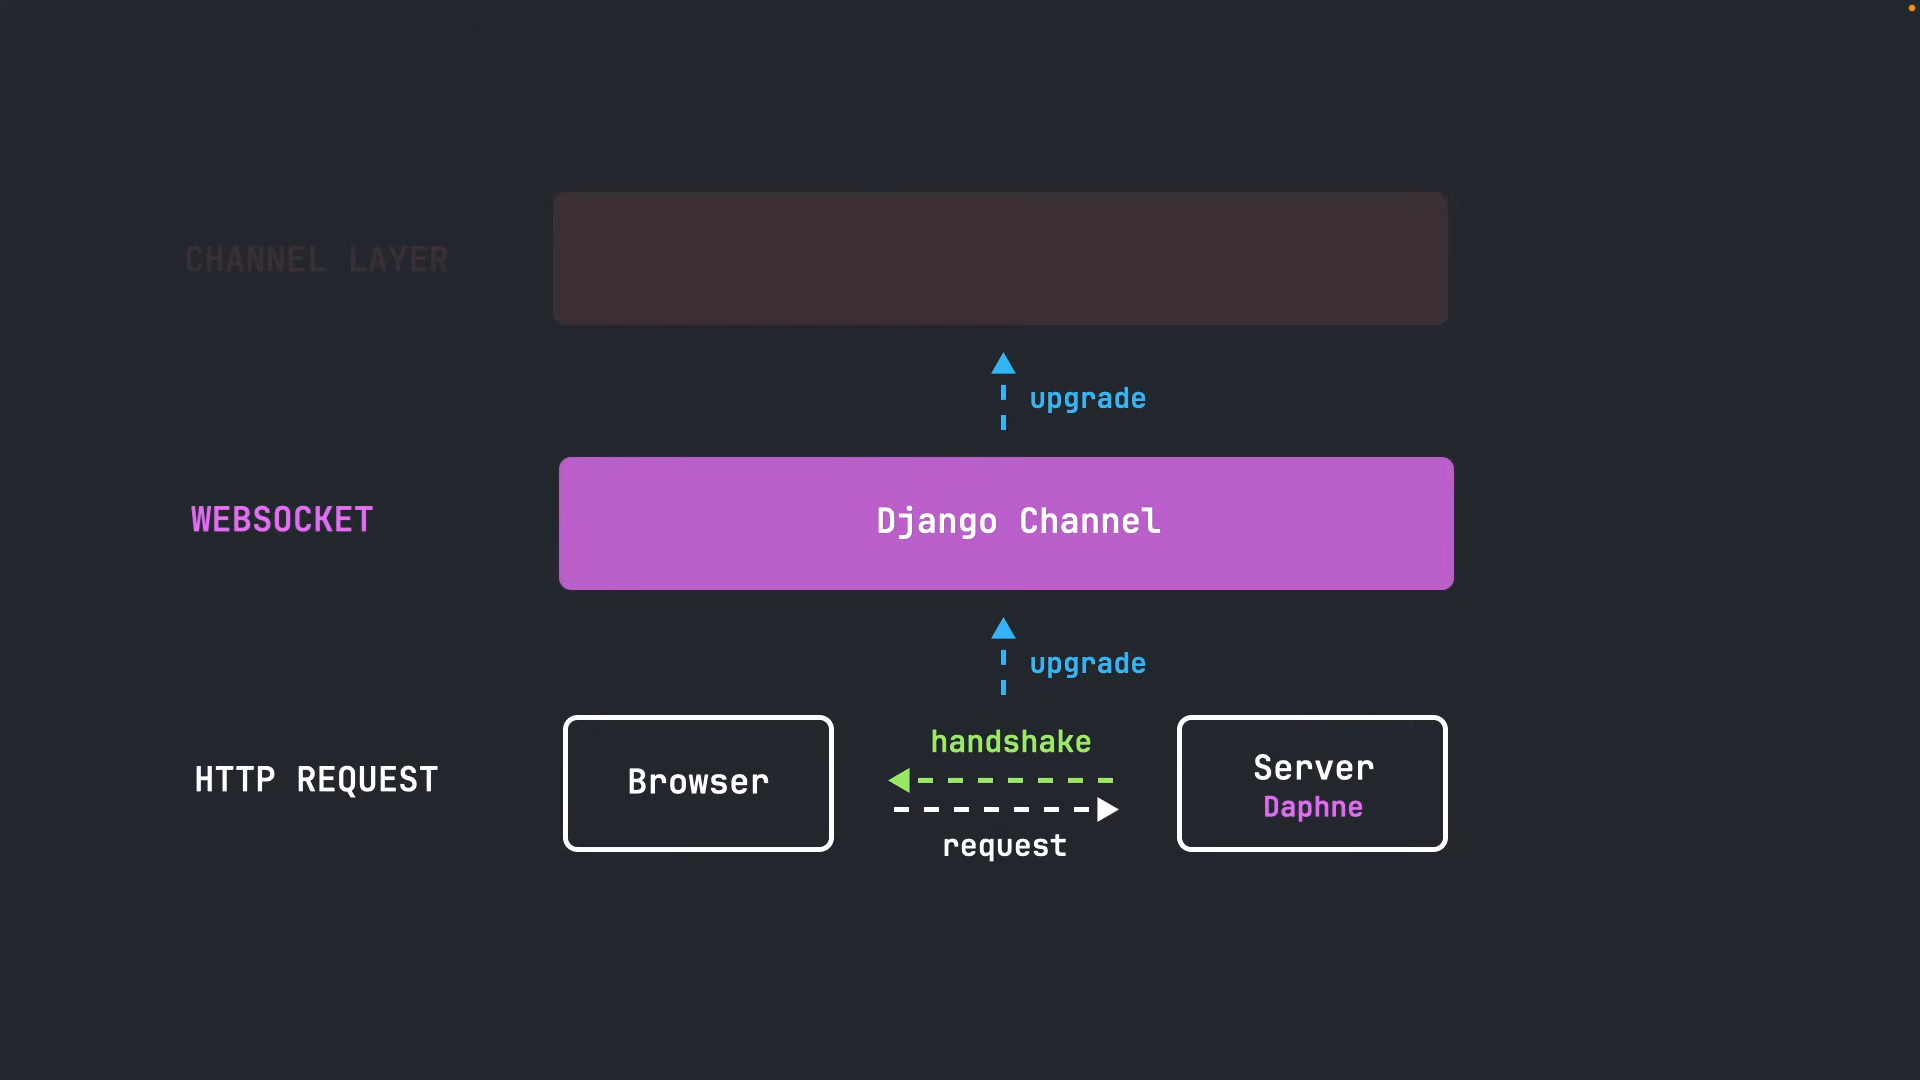 CHANNEL LAYER
upgrade
WEBSOCKET
Django Channel
upgrade
HTTP REQUEST
Browser
handshake
request
Server
Daphne